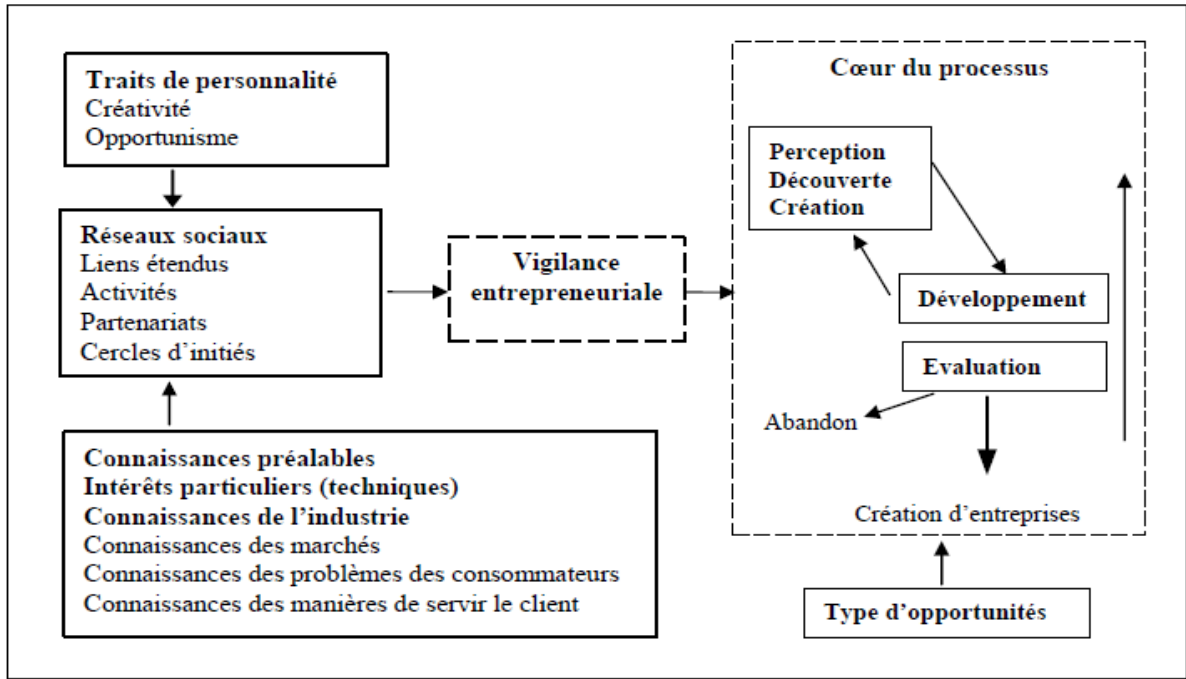 Traits de personnalité
Créativité
Opportunisme
Réseaux sociaux
Liens étendus
Activités
Partenariats
Cercles d’initiés
Connaissances préalables
Intérêts particuliers (techniques)
Connaissances de l’industrie
Connaissances des marchés
Connaissances des problèmes des consommateurs
Connaissances des manières de servir le client
Vigilance
entrepreneuriale
Cœur du processus
Perception
Découverte
Création
Développement
Evaluation
Abandon
Création d’entreprises
Type d’opportunités